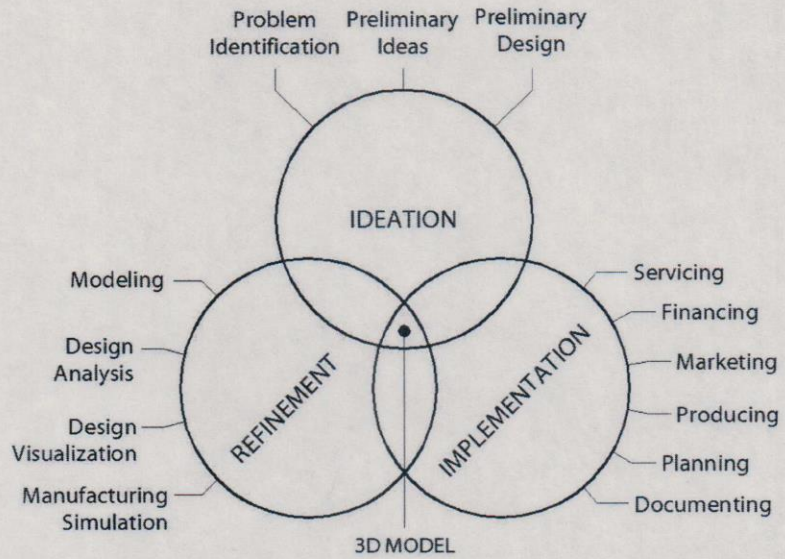 Problem
Identification
Preliminary
Ideas
Preliminary
Design
IDEATION
Modeling
Design
Analysis
Design
Visualization
Manufacturing
Simulation
REFINEMENT
IMPLEMENTATION
Servicing
Financing
Marketing
Producing
Planning
Documenting
3D MODEL